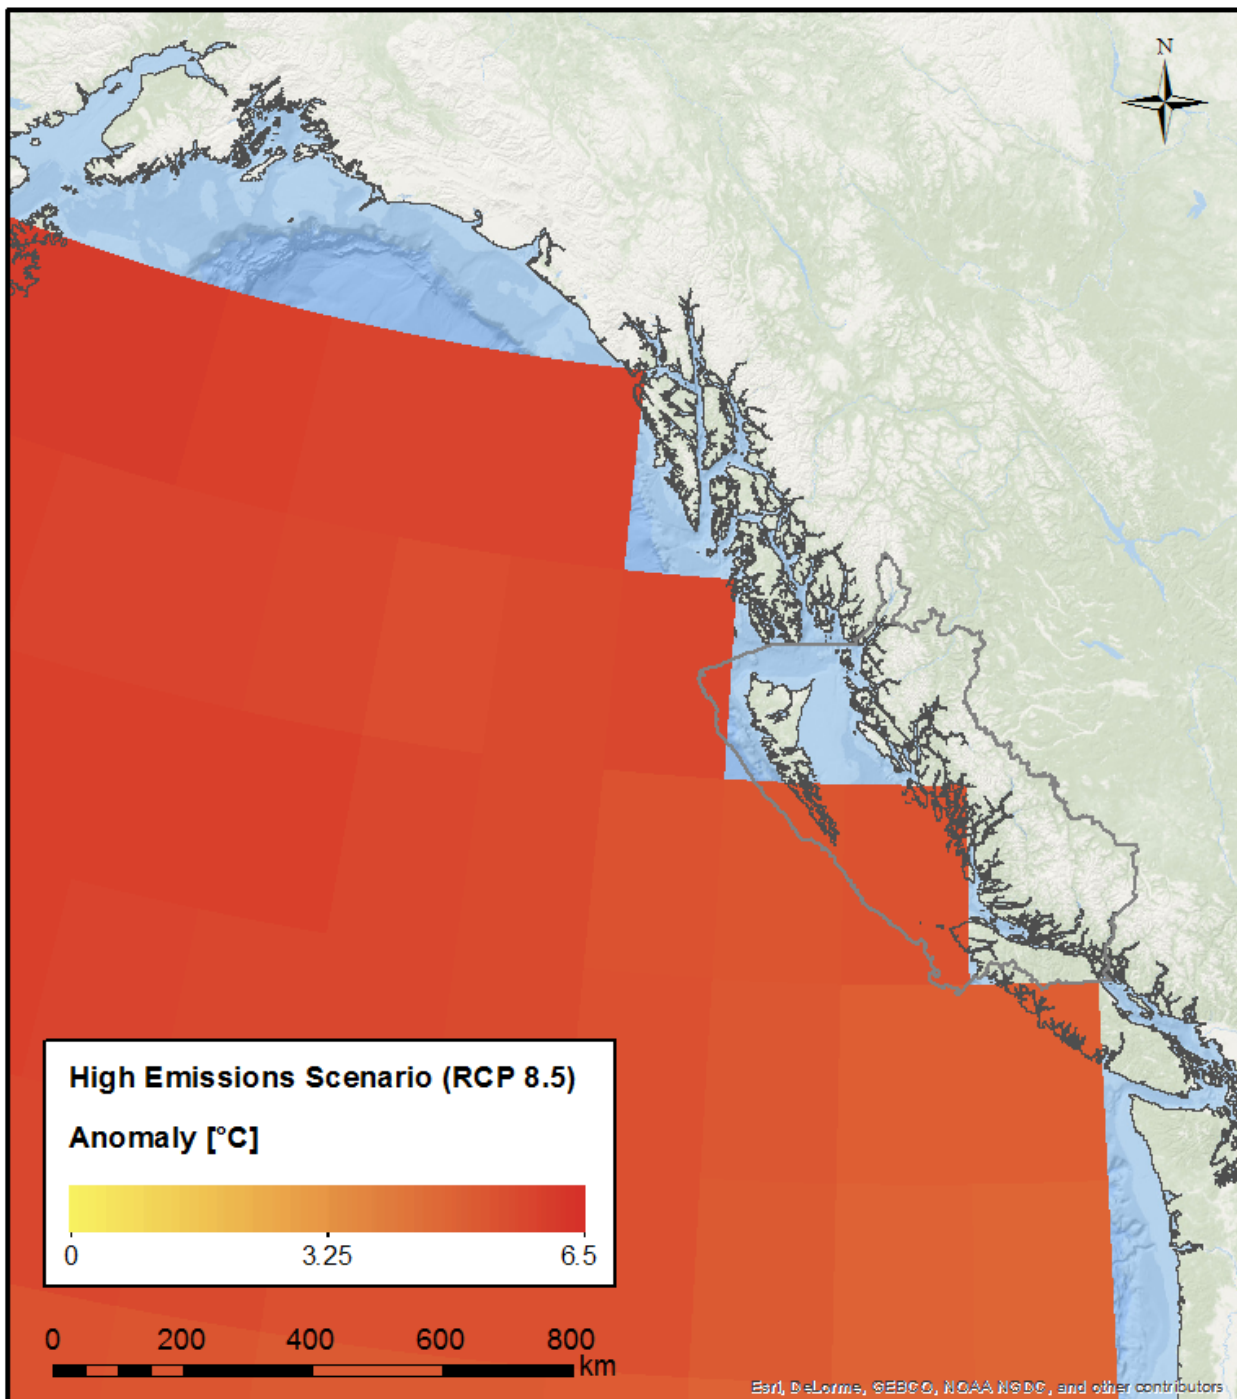 N
High Emissions Scenario (RCP 8.5)
Anomaly [°C]
0 3.25 6.5
0 200 400 600 800
km
Esri, DeLorme, GEBCO, NOAA NGDC, and other contributors